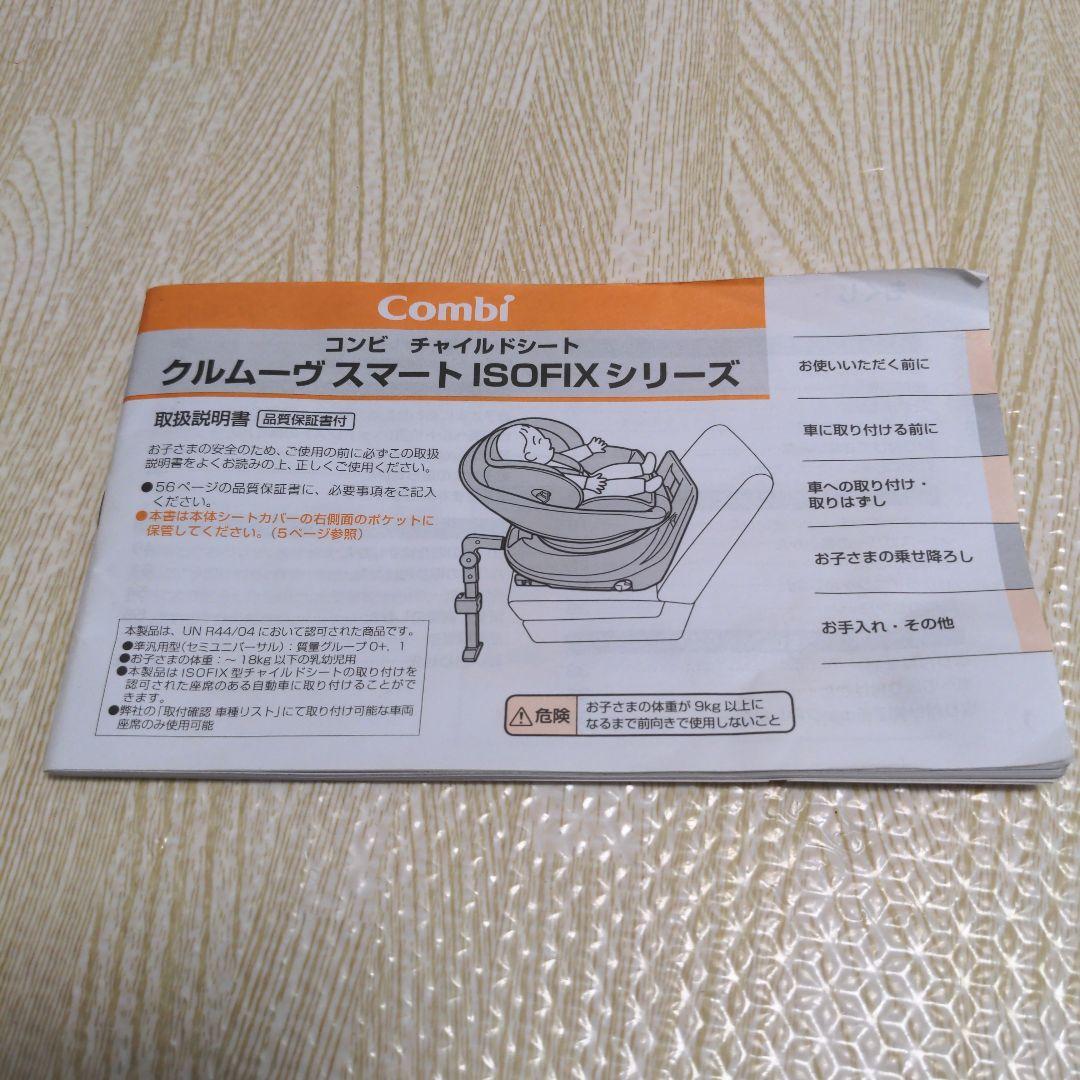 Combi
コンビ チャイルドシート
クルムーヴ スマート ISOFIX シリーズ
取扱説明書 品質保証書付
お子さまの安全のため、ご使用の前に必ずこの取扱
説明書をよくお読みの上、正しくご使用ください。
●56ページの品質保証書に、必要事項をご記入
ください。
●本書は本体シートカバーの右側面のポケットに
保管してください。(5ページ参照)
本製品は、UN R44/04 において認可された商品です。
●準汎用型(セミユニバーサル):質量グループ 0+, 1
●お子さまの体重:~ 18kg 以下の乳幼児用
●本製品は ISOFIX 型チャイルドシートの取り付けを
認可された座席のある自動車に取り付けることがで
きます。
●弊社の「取付確認 車種リスト」にて取り付け可能な車両
座席のみ使用可能
危険 お子さまの体重が 9kg 以上に
なるまで前向きで使用しないこと
お使いいただく前に
車に取り付ける前に
車への取り付け・
取りはずし
お子さまの乗せ降ろし
お手入れ・その他